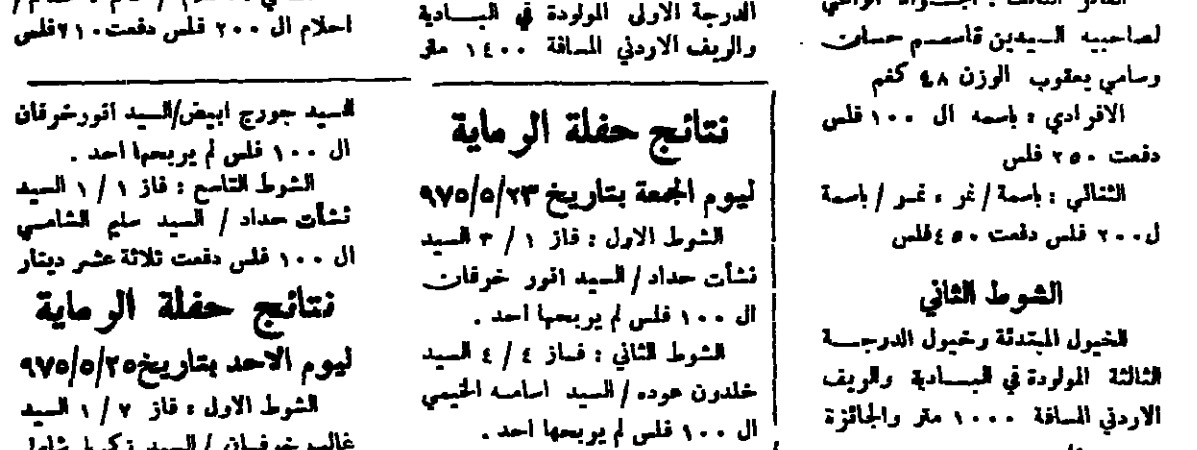 لصاحبيه السيدين قاسم حسان
وسامي يعقوب الوزن ٤٨ كغم
الافرادي : باسمه ال ١٠٠ فلس
دفعت ٢٥٠ فلس
الثنائي : باسمة / نمر ، نمر / باسمة
ل ٢٠٠ فلس دفعت ٤٥٠ فلس
الشوط الثاني
للخيول المبتدئة وخيول الدرجة
الثالثة المولودة في البادية والريف
الاردني المسافة ١٠٠٠ متر والجائزة
الدرجة الاولى المولودة في البادية
والريف الاردني المسافة ١٤٠٠ متر
نتائج حفلة الرماية
ليوم الجمعة بتاريخ ٩٧٥/٥/٢٣
الشوط الاول : فاز ١ / ٣ السيد
نشأت حداد / السيد انور خرفان
ال ١٠٠ فلس لم يربحها احد .
الشوط الثاني : فاز ٤ / ٤ السيد
خلدون عوده / السيد اسامه الخيمي
ال ١٠٠ فلس لم يربحها احد .
احلام ال ٢٠٠ فلس دفعت ٢١٠ فلس
السيد جورج ابيض/السيد انورخرفان
ال ١٠٠ فلس لم يربحها احد .
الشوط التاسع : فاز ١ / ١ السيد
نشأت حداد / السيد سليم الشامي
ال ١٠٠ فلس دفعت ثلاثة عشر دينار
نتائج حفلة الرماية
ليوم الاحد بتاريخ ٩٧٥/٥/٢٥
الشوط الاول : فاز ٧ / ١ السيد